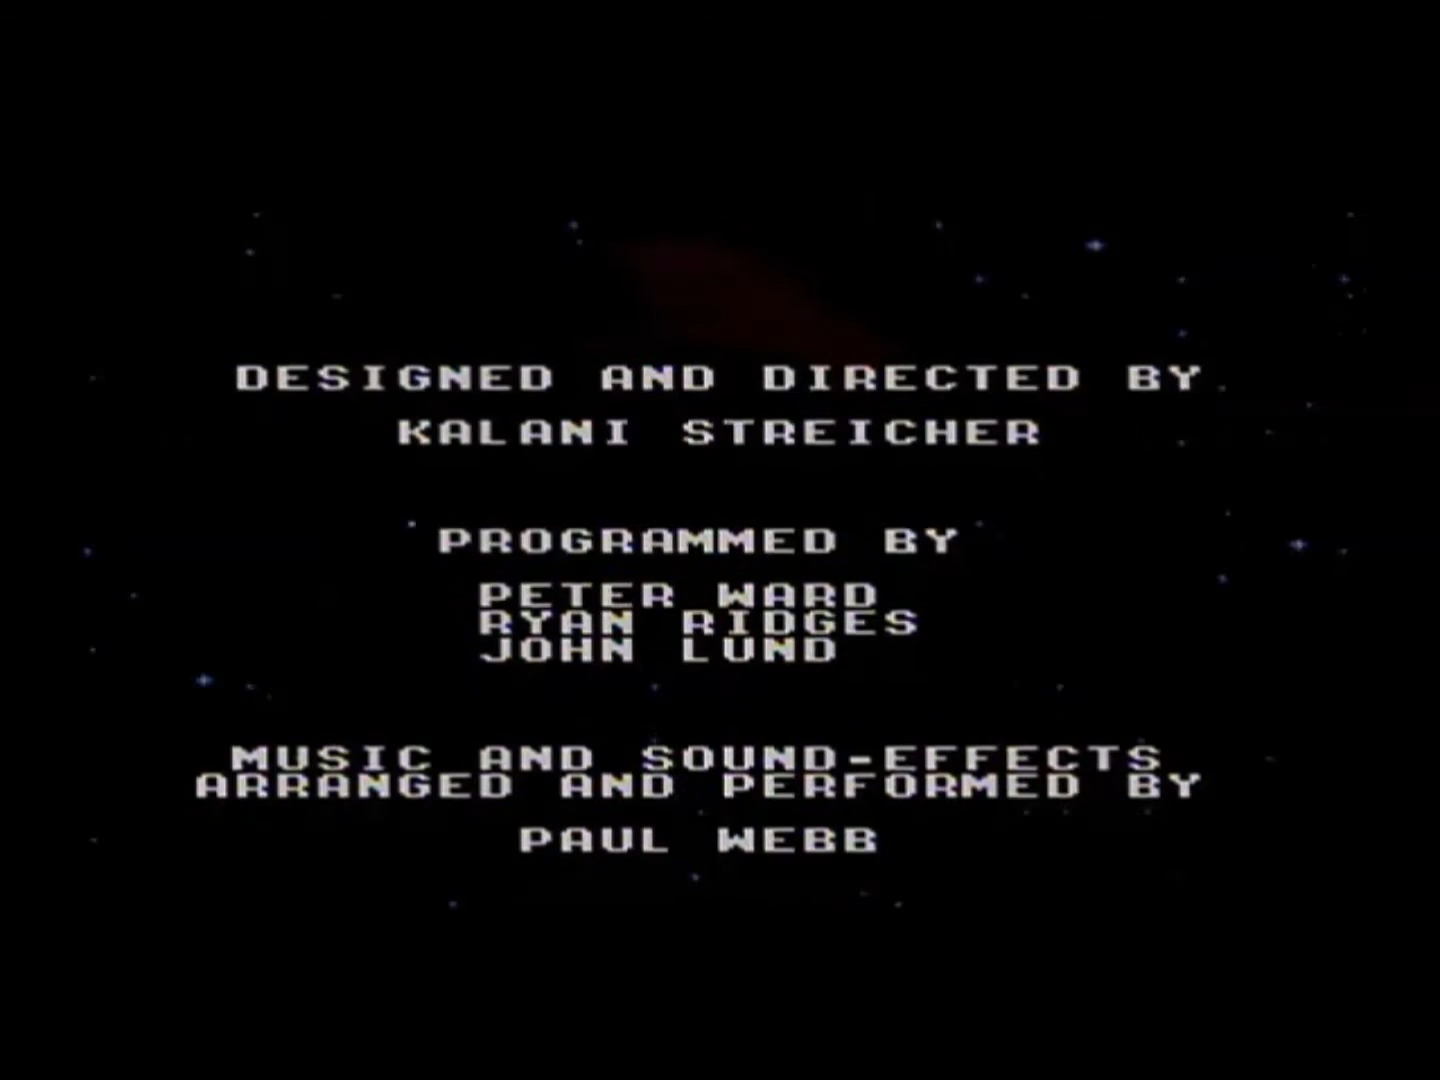 DESIGNED AND DIRECTED BY
KALANI STREICHER
PROGRAMMED BY
PETER WARD
RYAN RIDGES
JOHN LUND
MUSIC AND SOUND-EFFECTS
ARRANGED AND PERFORMED BY
PAUL WEBB